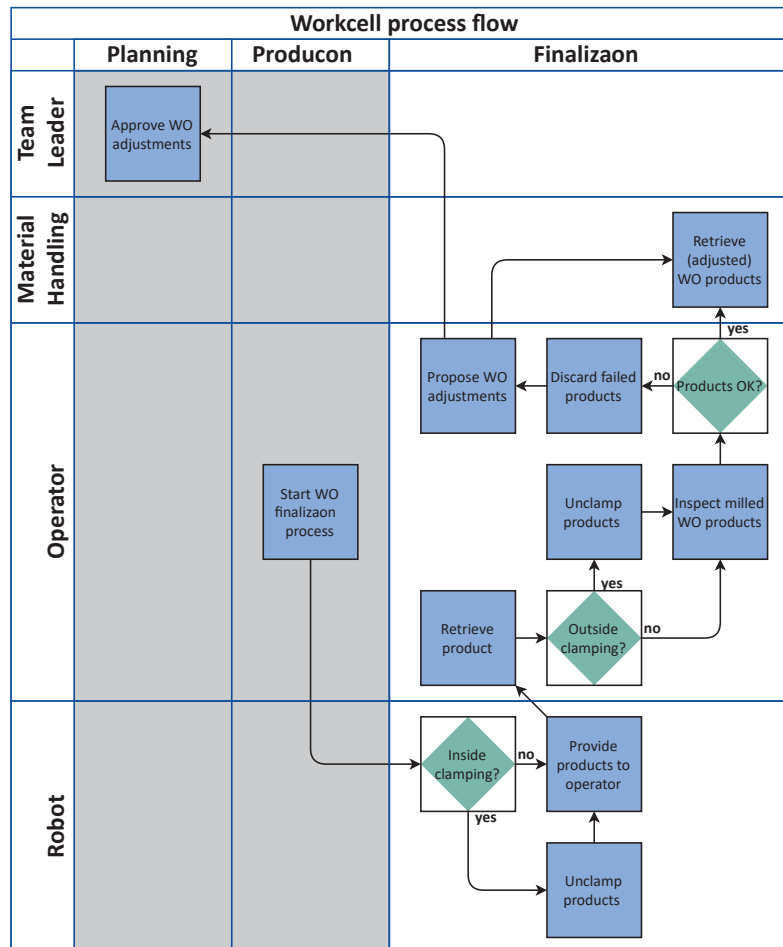 Workcell process flow
Planning
Producon
Finalizaon
Team
Leader
Approve WO
adjustments
Material
Handling
Retrieve
(adjusted)
WO products
yes
Operator
Propose WO
adjustments
Discard failed
products
no
Products OK?
Start WO
finalizaon
process
Unclamp
products
Inspect milled
WO products
yes
Retrieve
product
Outside
clamping?
no
Robot
Inside
clamping?
no
yes
Provide
products to
operator
Unclamp
products